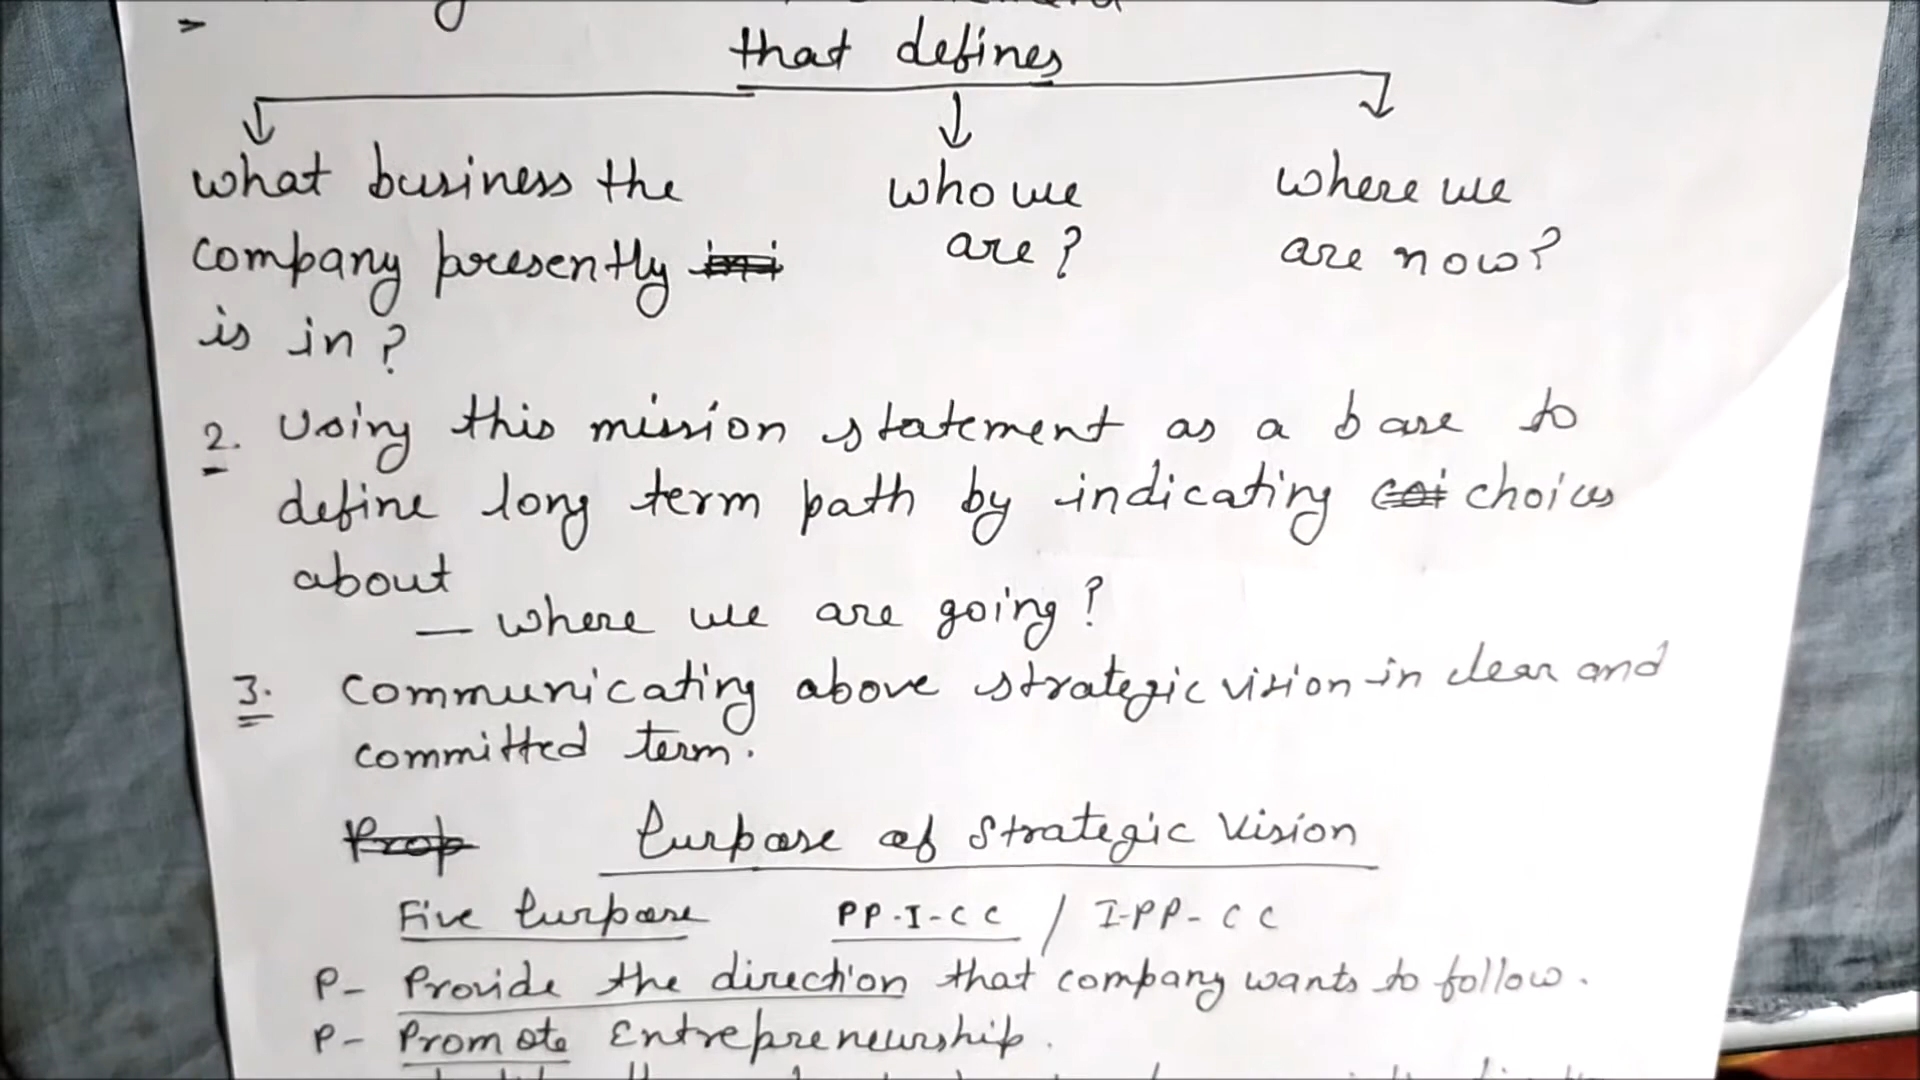 that defines
what business the
company presently
is in?
who we
are?
where we
are now?
2. Using this mission statement as a base to
define long term path by indicating choices
about
— where we are going?
3. Communicating above strategic vision in clear and
committed term.
Prop Purpose of Strategic Vision
Five Purpose PP-I-CC / I-PP-CC
P- Provide the direction that company wants to follow.
P- Promote Entrepreneurship.